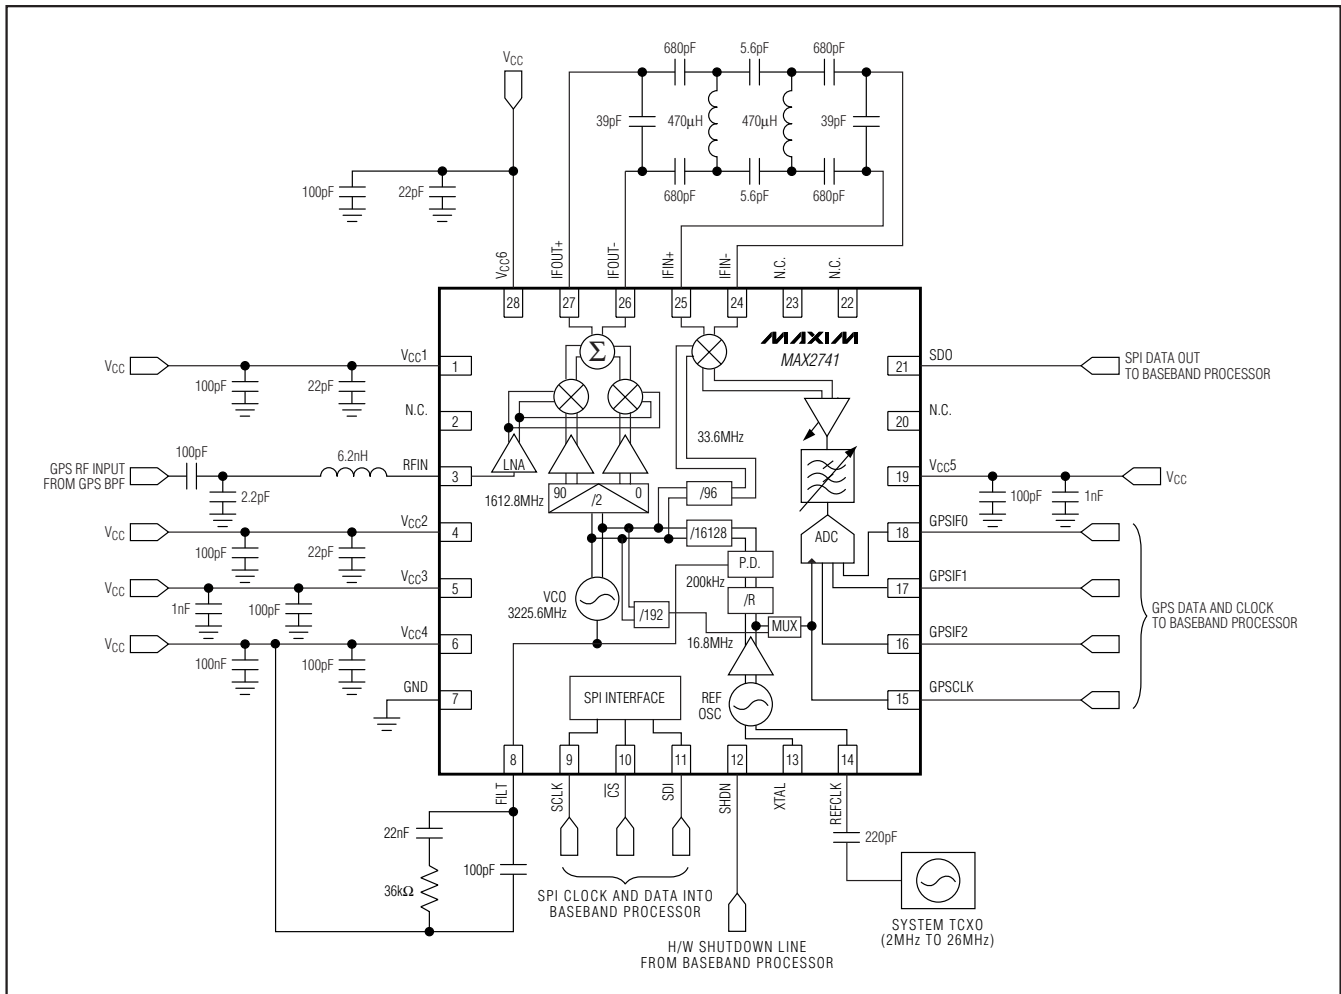 680pF
5.6pF
680pF
VCC
39pF
470µH
470µH
39pF
100pF
22pF
680pF
5.6pF
680pF
VCC6
IFOUT+
IFOUT-
IFIN+
IFIN-
N.C.
N.C.
28
27
26
25
24
23
22
MAXIM
MAX2741
Σ
VCC
VCC1
1
100pF
22pF
21
SDO
SPI DATA OUT
TO BASEBAND PROCESSOR
N.C.
2
20
N.C.
33.6MHz
GPS RF INPUT
FROM GPS BPF
100pF
6.2nH
RFIN
3
LNA
2.2pF
1612.8MHz
90
/2
0
/96
19
VCC5
100pF
1nF
VCC
VCC
VCC2
4
100pF
22pF
/16128
ADC
18
GPSIF0
P.D.
200kHz
VCC
VCC3
5
1nF
100pF
VCO
3225.6MHz
/R
/192
MUX
17
GPSIF1
GPS DATA AND CLOCK
TO BASEBAND PROCESSOR
VCC
VCC4
6
100nF
100pF
16.8MHz
16
GPSIF2
GND
7
SPI INTERFACE
REF
OSC
15
GPSCLK
8
9
10
11
12
13
14
FILT
SCLK
CS
SDI
SHDN
XTAL
REFCLK
22nF
36kΩ
100pF
220pF
SPI CLOCK AND DATA INTO
BASEBAND PROCESSOR
H/W SHUTDOWN LINE
FROM BASEBAND PROCESSOR
SYSTEM TCXO
(2MHz TO 26MHz)